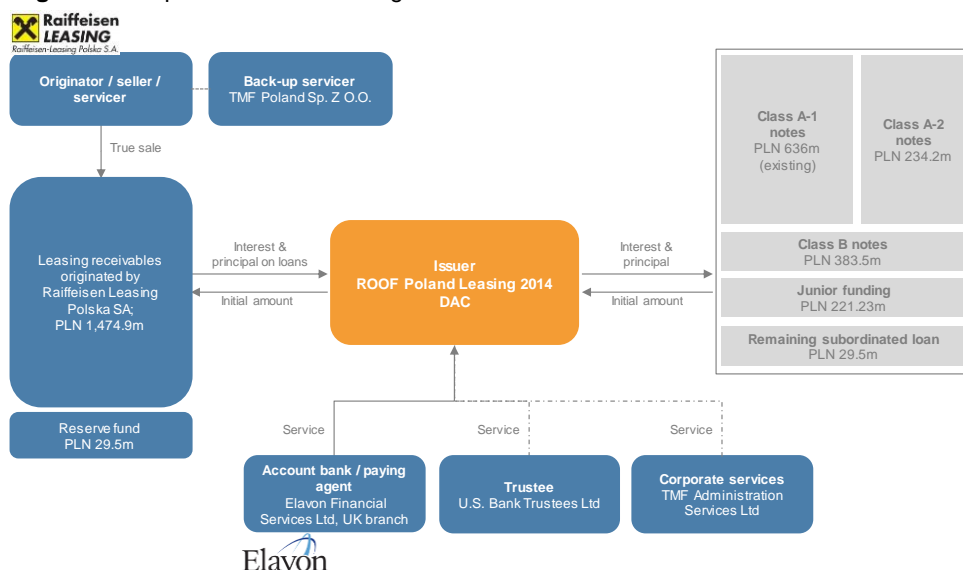 Raiffeisen
LEASING
Raiffeisen-Leasing Polska S.A.
Originator / seller /
servicer
Back-up servicer
TMF Poland Sp. Z O.O.
True sale
Class A-1
notes
PLN 636m
(existing)
Class A-2
notes
PLN 234.2m
Leasing receivables
originated by
Raiffeisen Leasing
Polska SA;
PLN 1,474.9m
Interest &
principal on loans
Initial amount
Issuer
ROOF Poland Leasing 2014
DAC
Interest &
principal
Initial amount
Class B notes
PLN 383.5m
Junior funding
PLN 221.23m
Remaining subordinated loan
PLN 29.5m
Reserve fund
PLN 29.5m
Service
Service
Service
Account bank / paying
agent
Elavon Financial
Services Ltd, UK branch
Trustee
U.S. Bank Trustees Ltd
Corporate services
TMF Administration
Services Ltd
Elavon